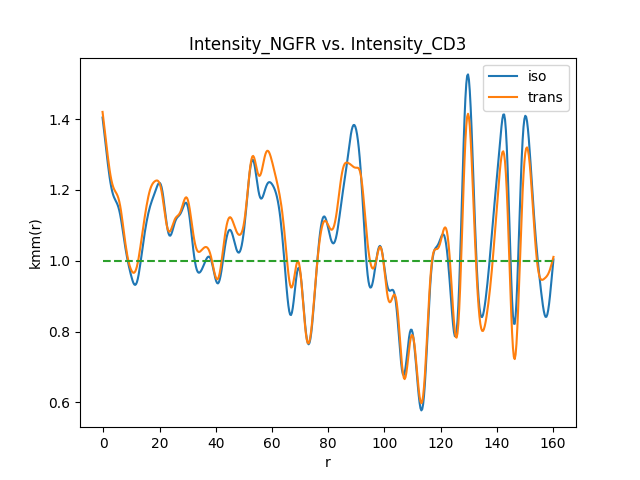 Intensity_NGFR vs. Intensity_CD3
iso
trans
kmm(r)
1.4
1.2
1.0
0.8
0.6
0 20 40 60 80 100 120 140 160
r